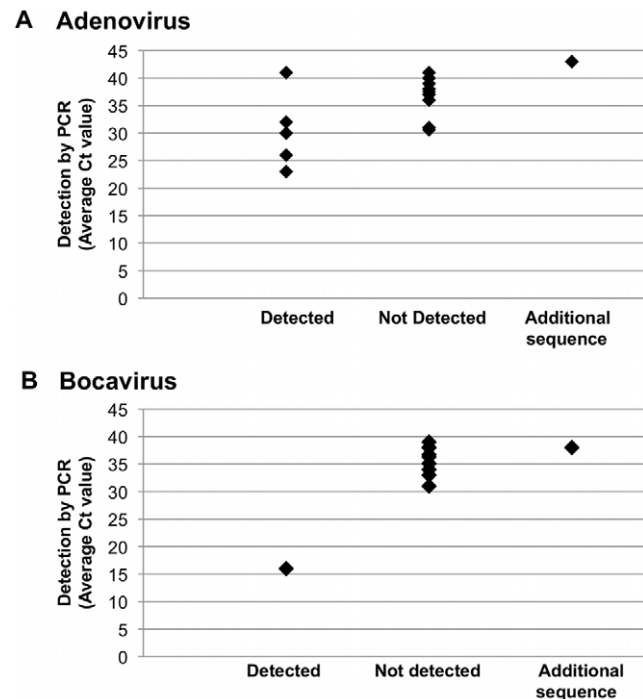 A Adenovirus
Detection by PCR
(Average Ct value)
45
40
35
30
25
20
15
10
5
0
Detected Not Detected Additional
sequence
B Bocavirus
Detection by PCR
(Average Ct value)
45
40
35
30
25
20
15
10
5
0
Detected Not detected Additional
sequence